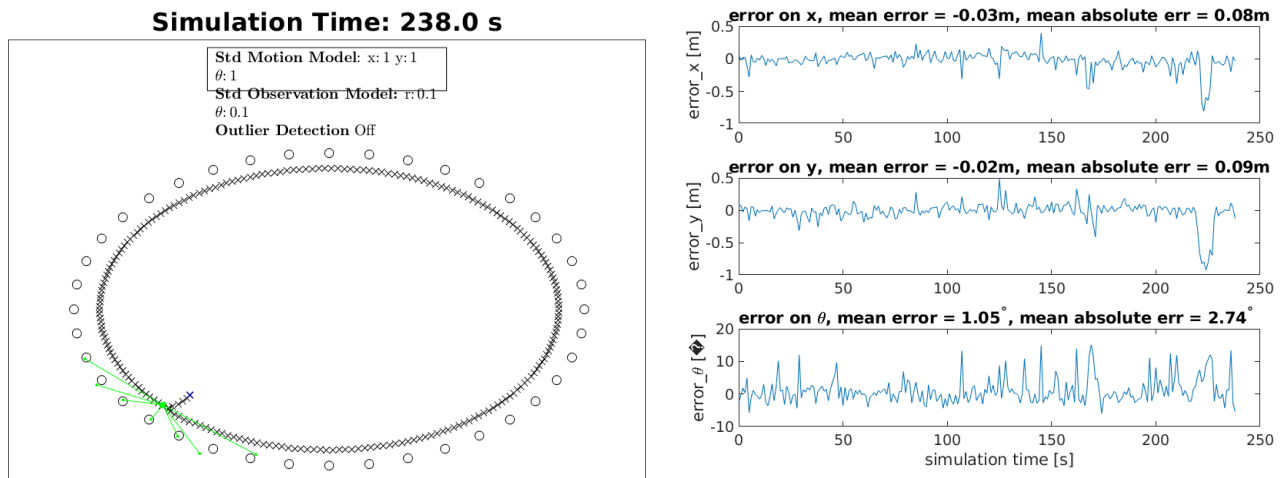 Simulation Time: 238.0 s
Std Motion Model: x: 1 y: 1
θ: 1
Std Observation Model: r:0.1
θ: 0.1
Outlier Detection Off
error on x, mean error = -0.03m, mean absolute err = 0.08m
error_x [m]
0.5
0
-0.5
-1
0 50 100 150 200 250
error on y, mean error = -0.02m, mean absolute err = 0.09m
error_y [m]
0.5
0
-0.5
-1
0 50 100 150 200 250
error on θ, mean error = 1.05°, mean absolute err = 2.74°
error_θ [�]
20
10
0
-10
0 50 100 150 200 250
simulation time [s]